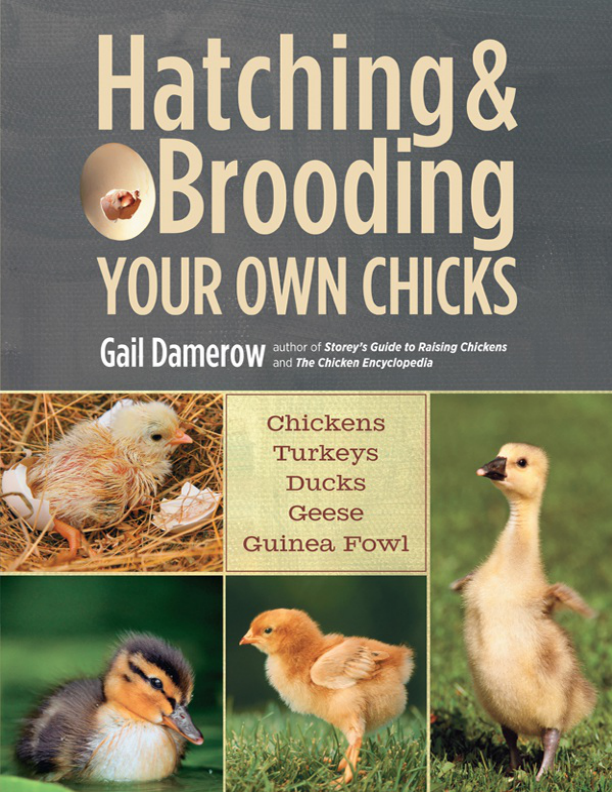 Hatching &
Brooding
YOUR OWN CHICKS
Gail Damerow
author of Storey's Guide to Raising Chickens
and The Chicken Encyclopedia
Chickens
Turkeys
Ducks
Geese
Guinea Fowl